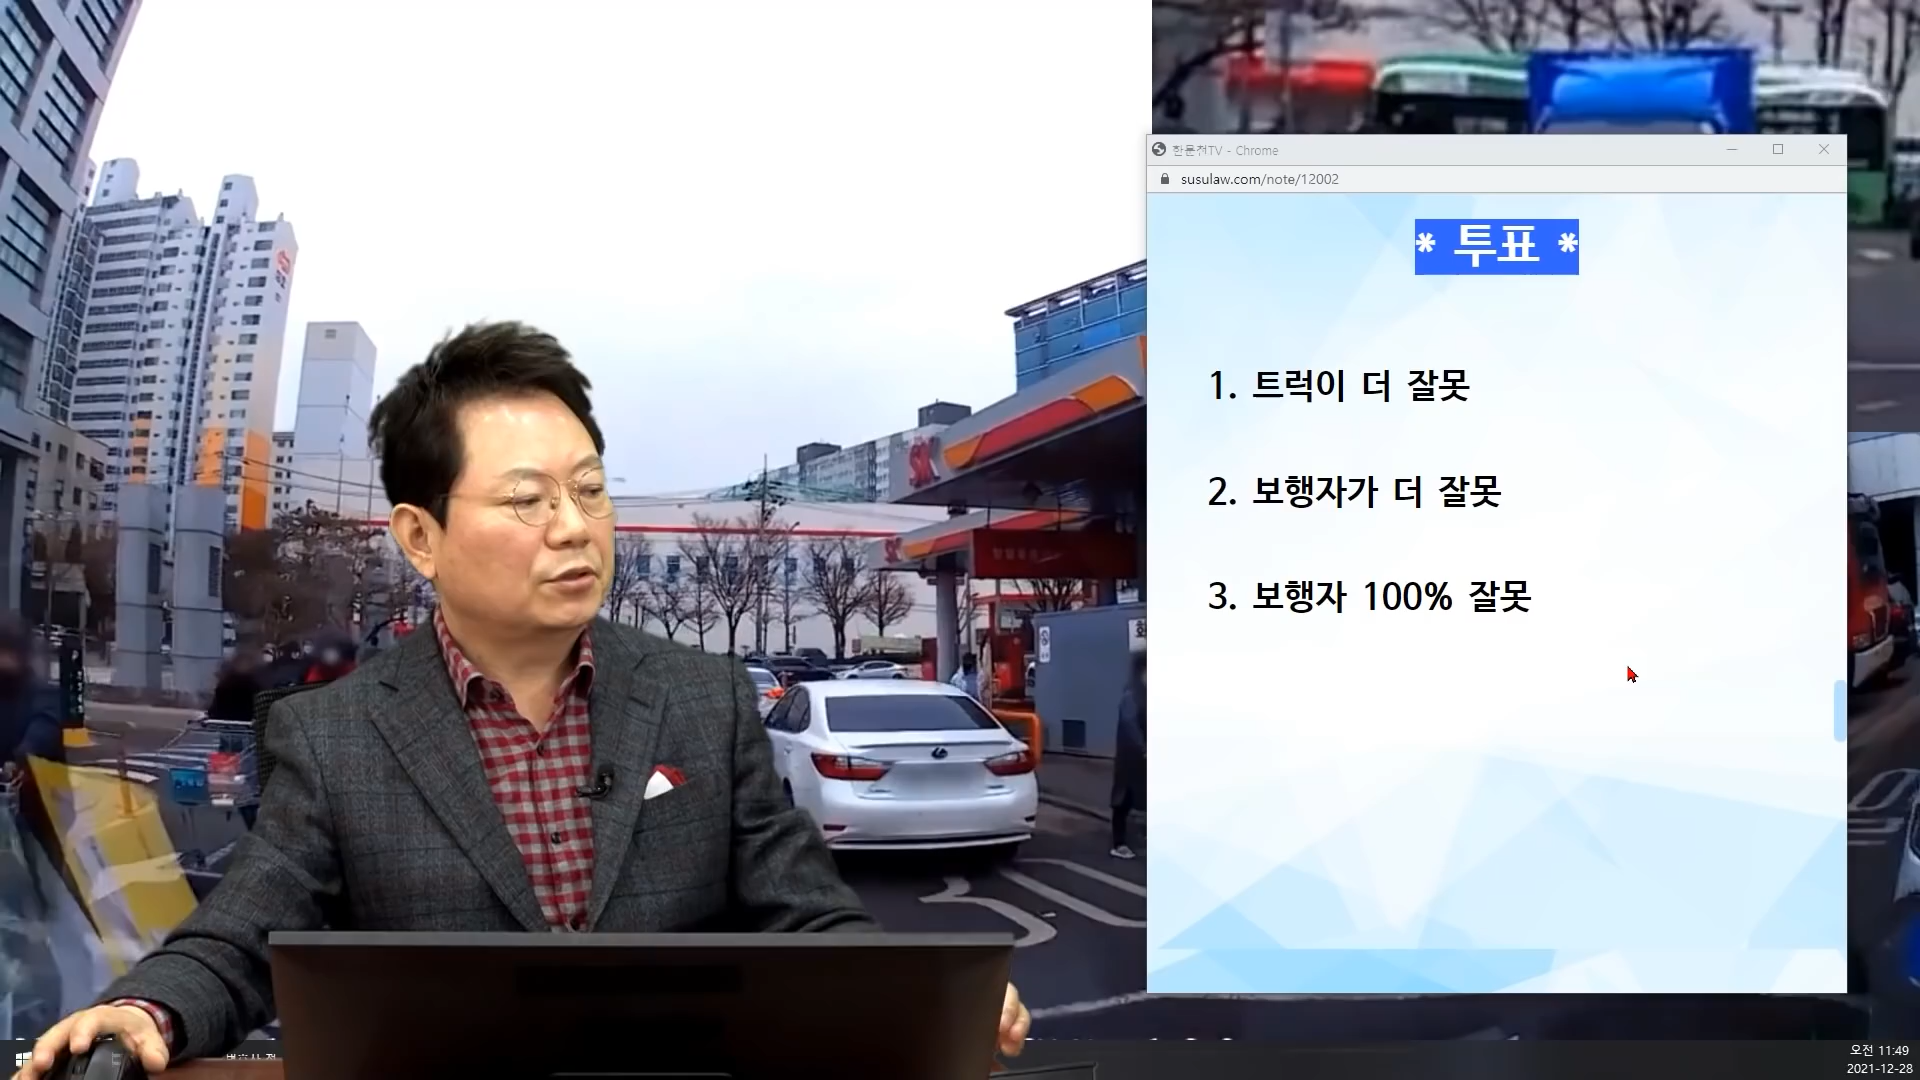 한문철TV - Chrome
susulaw.com/note/12002
* 투표 *
1. 트럭이 더 잘못
2. 보행자가 더 잘못
3. 보행자 100% 잘못
SK
오전 11:49
2021-12-28